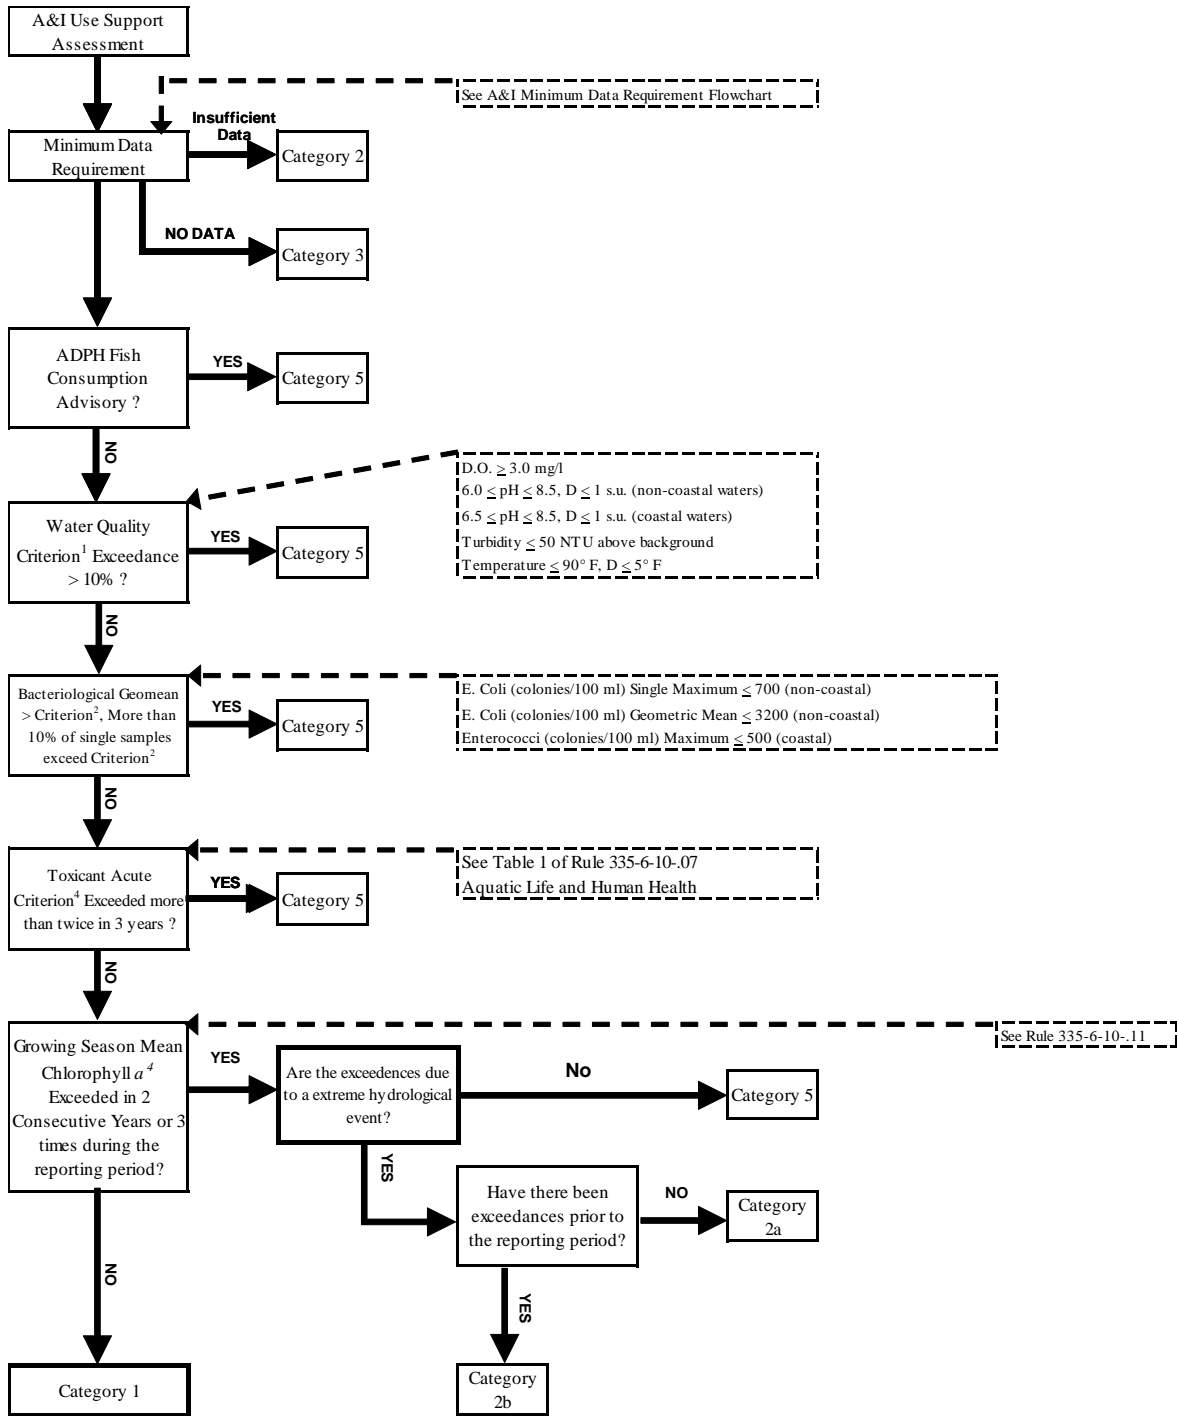 A&I Use Support
Assessment
See A&I Minimum Data Requirement Flowchart
Insufficient
Data
Minimum Data
Requirement
Category 2
NO DATA
Category 3
ADPH Fish
Consumption
Advisory ?
YES
Category 5
NO
D.O. ≥ 3.0 mg/l
6.0 ≤ pH ≤ 8.5, D ≤ 1 s.u. (non-coastal waters)
6.5 ≤ pH ≤ 8.5, D ≤ 1 s.u. (coastal waters)
Turbidity ≤ 50 NTU above background
Temperature ≤ 90° F, D ≤ 5° F
Water Quality
Criterion¹ Exceedance
> 10% ?
YES
Category 5
NO
Bacteriological Geomean
> Criterion², More than
10% of single samples
exceed Criterion²
YES
Category 5
E. Coli (colonies/100 ml) Single Maximum ≤ 700 (non-coastal)
E. Coli (colonies/100 ml) Geometric Mean ≤ 3200 (non-coastal)
Enterococci (colonies/100 ml) Maximum ≤ 500 (coastal)
NO
Toxicant Acute
Criterion⁴ Exceeded more
than twice in 3 years ?
YES
Category 5
See Table 1 of Rule 335-6-10-.07
Aquatic Life and Human Health
NO
See Rule 335-6-10-.11
Growing Season Mean
Chlorophyll a⁴
Exceeded in 2
Consecutive Years or 3
times during the
reporting period?
YES
Are the exceedences due
to a extreme hydrological
event?
No
Category 5
YES
Have there been
exceedances prior to
the reporting period?
NO
Category
2a
NO
YES
Category 1
Category
2b